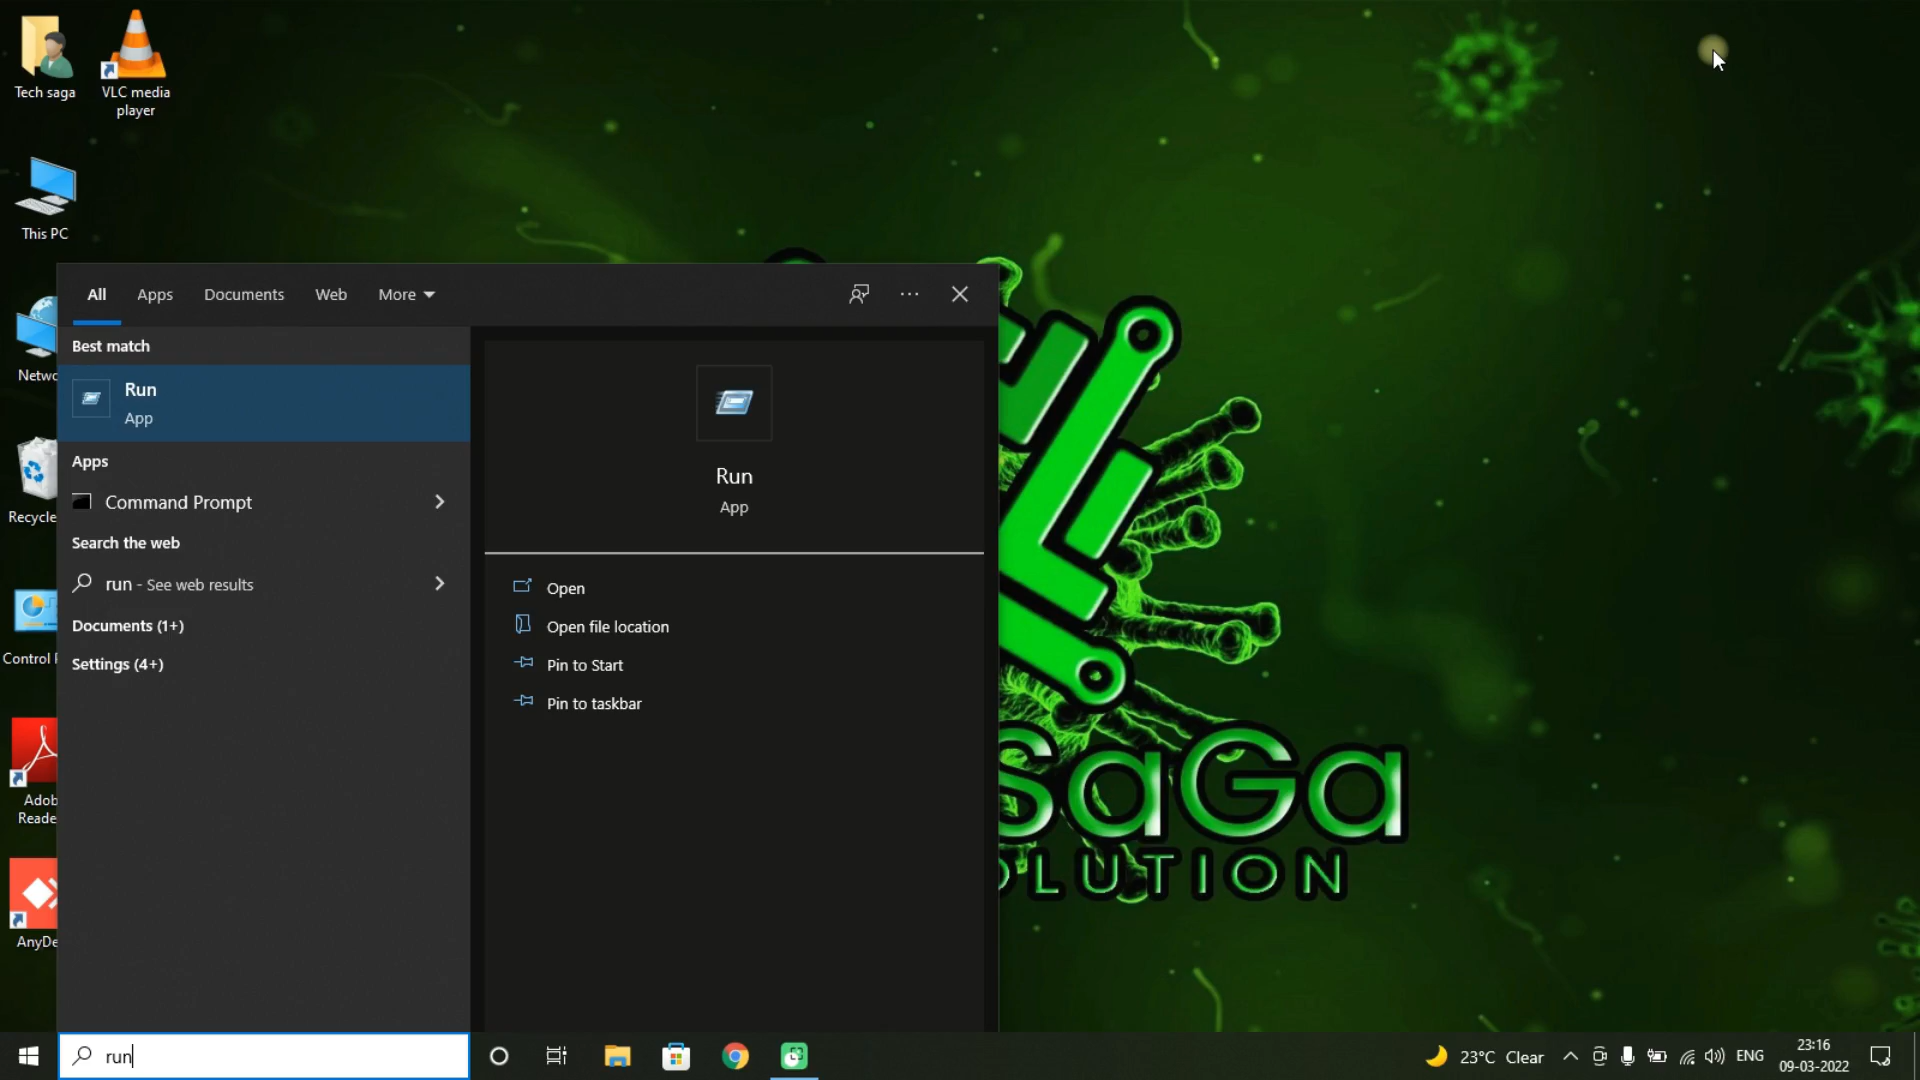 Tech saga
VLC media
player
This PC
Netwo
Recycle
Control
Adob
Reade
AnyDe
All
Apps
Documents
Web
More
Best match
Run
App
Apps
Command Prompt
Search the web
run - See web results
Documents (1+)
Settings (4+)
Run
App
Open
Open file location
Pin to Start
Pin to taskbar
SaGa
OLUTION
run
23°C Clear
ENG
23:16
09-03-2022